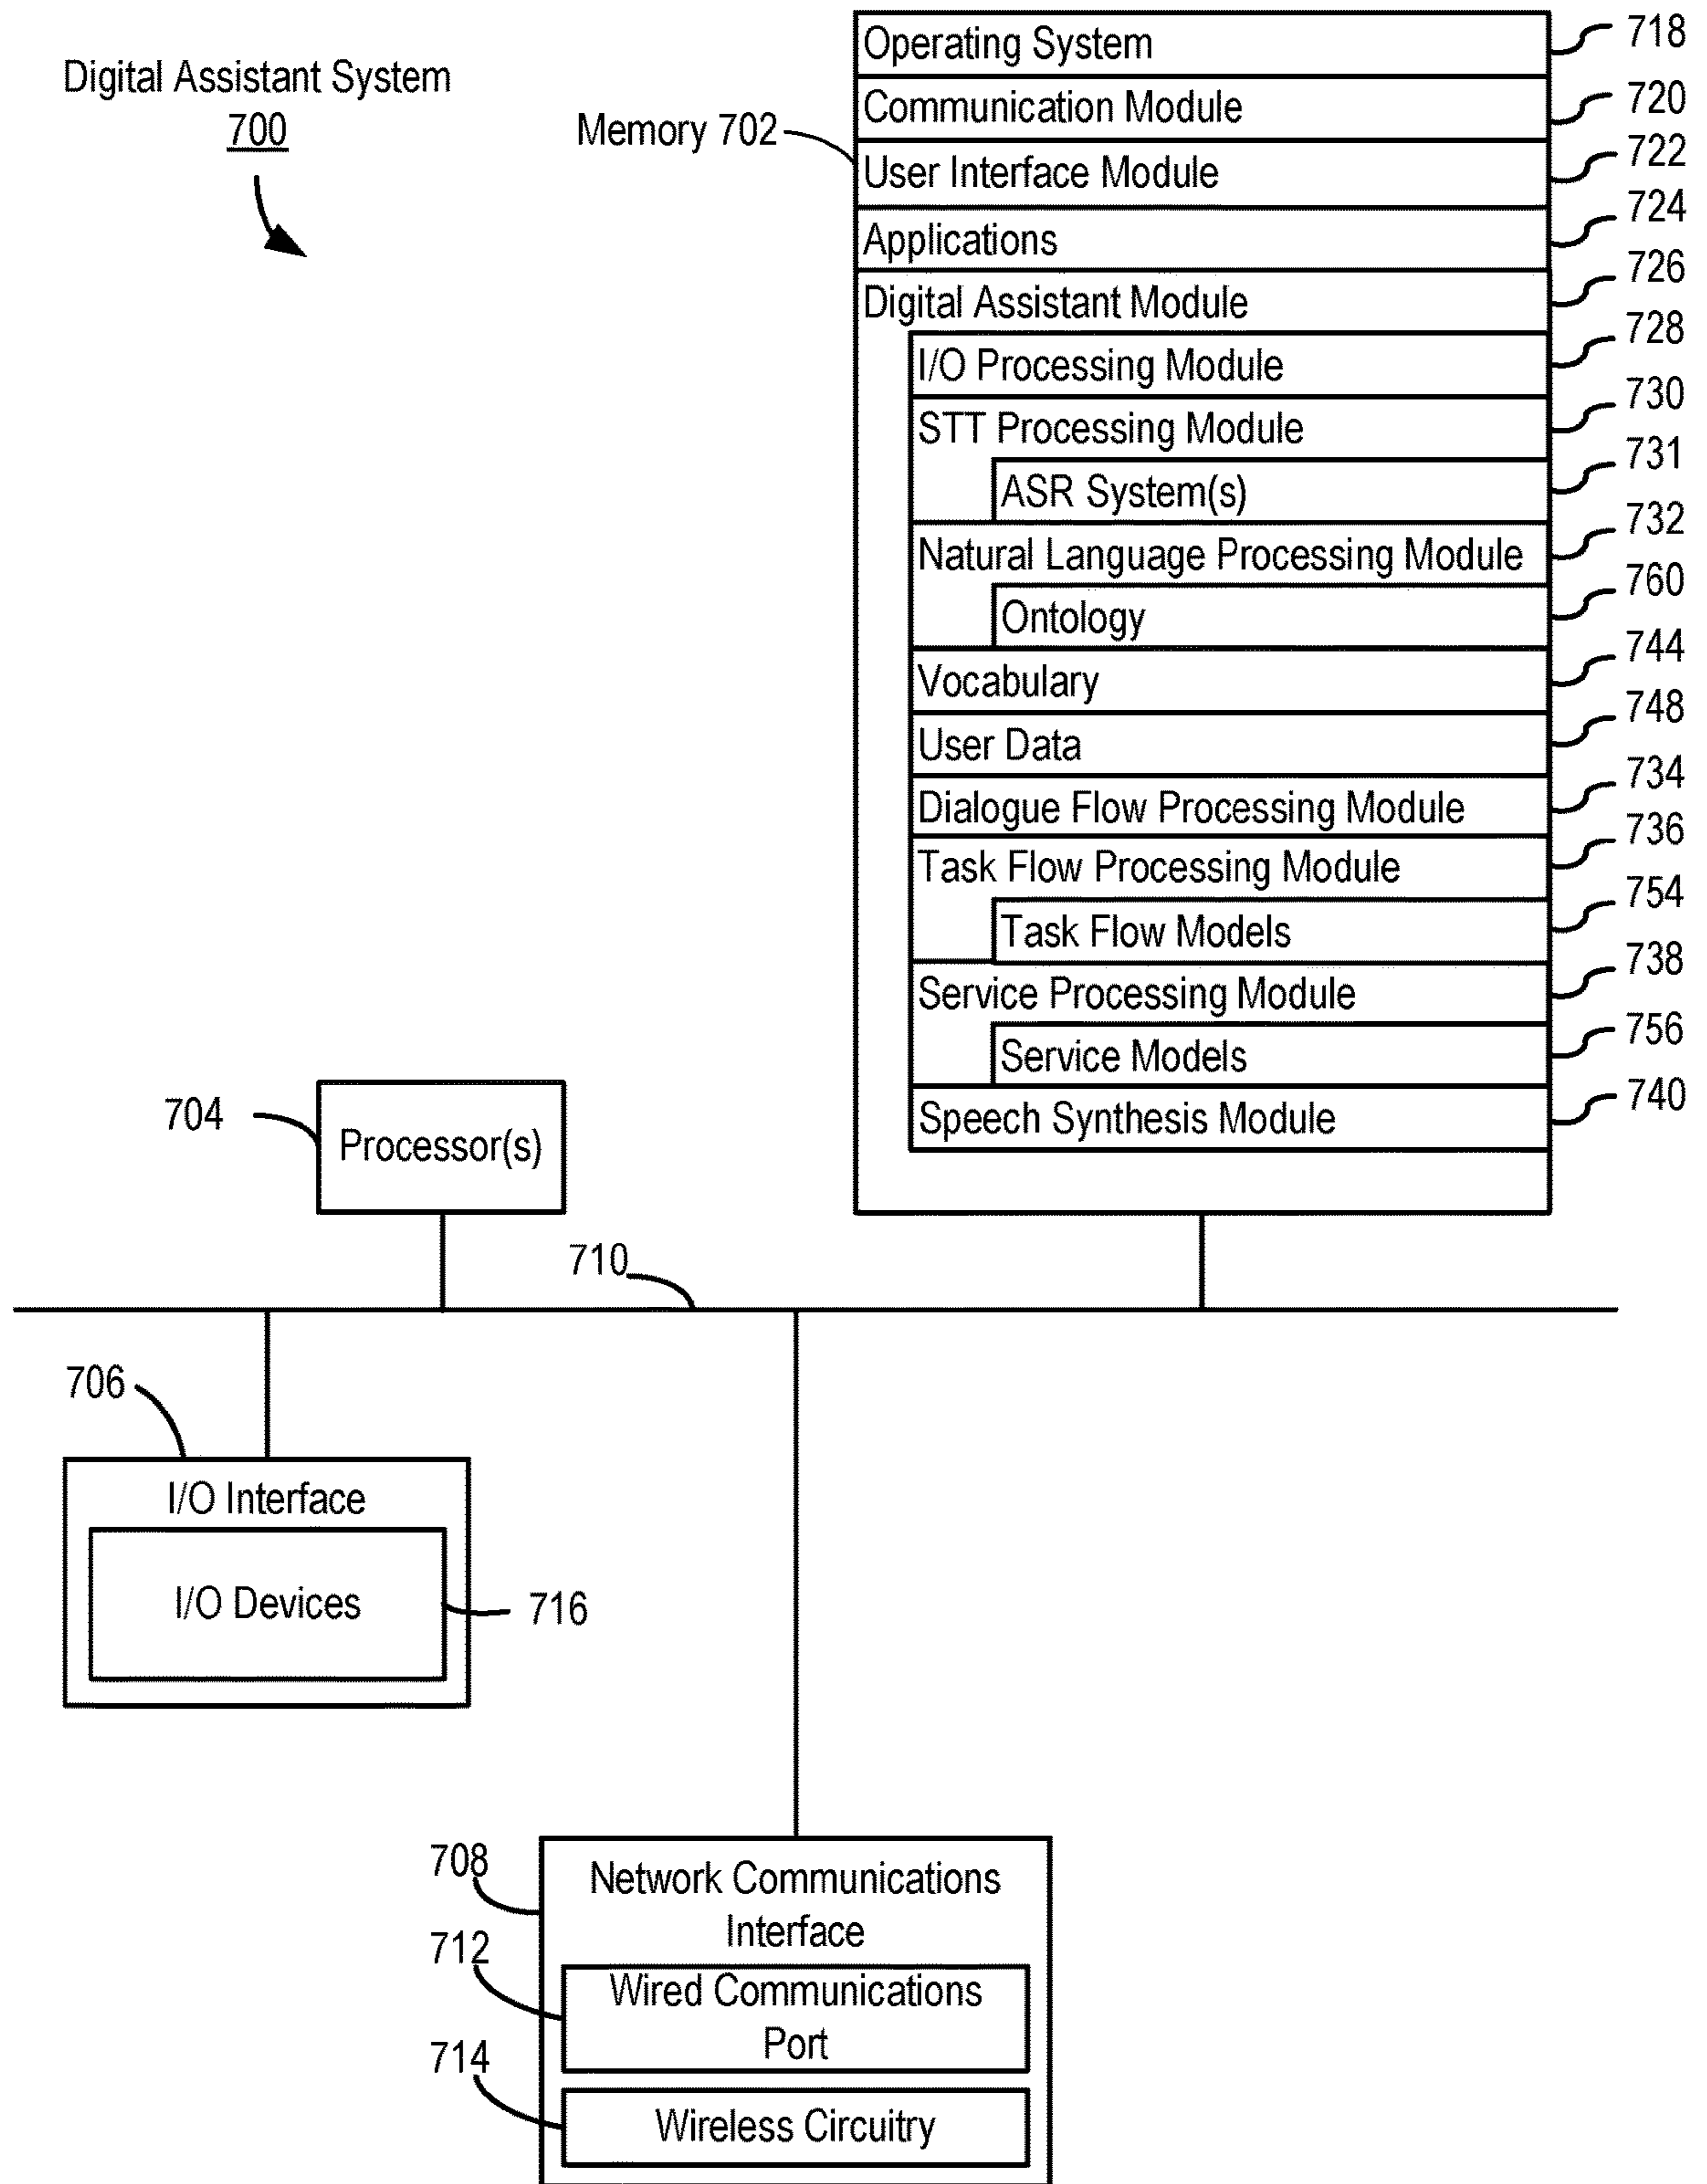 Digital Assistant System
700
Memory 702
Operating System 718
Communication Module 720
User Interface Module 722
Applications 724
Digital Assistant Module 726
I/O Processing Module 728
STT Processing Module 730
ASR System(s) 731
Natural Language Processing Module 732
Ontology 760
Vocabulary 744
User Data 748
Dialogue Flow Processing Module 734
Task Flow Processing Module 736
Task Flow Models 754
Service Processing Module 738
Service Models 756
Speech Synthesis Module 740
704
Processor(s)
710
706
I/O Interface
I/O Devices
716
708
Network Communications
Interface
712
Wired Communications
Port
714
Wireless Circuitry